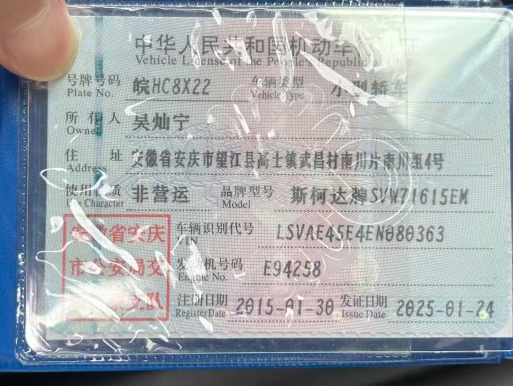 中华人民共和国机动车
Vehicle License of the People's Republic
号牌号码 皖HC8X22 车辆类型 小型轿车
Plate No. Vehicle Type
所有人 吴灿宁
Owner
住址 安徽省安庆市望江县高士镇武昌村南川片南川组4号
Address
使用性质 非营运 品牌型号 斯柯达牌SVW71615EM
Use Character Model
安徽省安庆 车辆识别代号 LSVAE45E4EN080363
VIN
市公安局交 发动机号码 E94258
Engine No.
支队 注册日期 2015-01-30 发证日期 2025-01-24
Register Date Issue Date